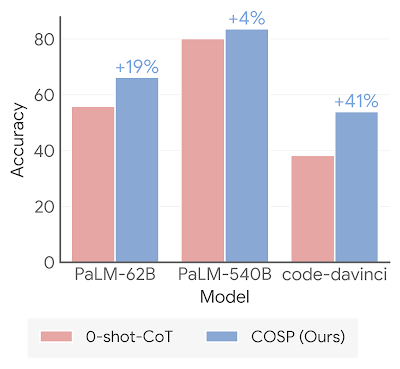 +19%
+4%
+41%
Accuracy
80
60
40
20
0
PaLM-62B PaLM-540B code-davinci
Model
0-shot-CoT COSP (Ours)